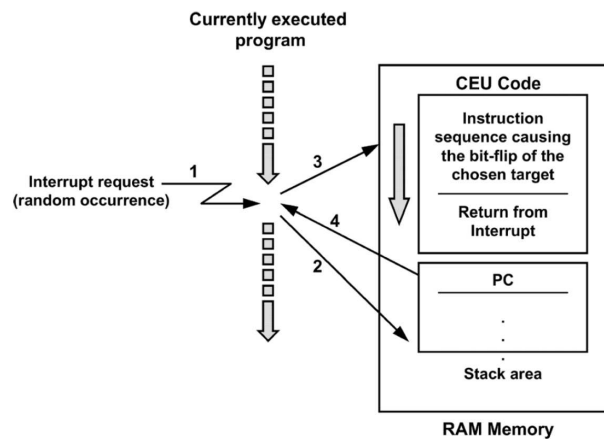 Currently executed
program
CEU Code
Instruction
sequence causing
the bit-flip of the
chosen target
Return from
Interrupt
1
3
Interrupt request
(random occurrence)
4
2
PC
Stack area
RAM Memory